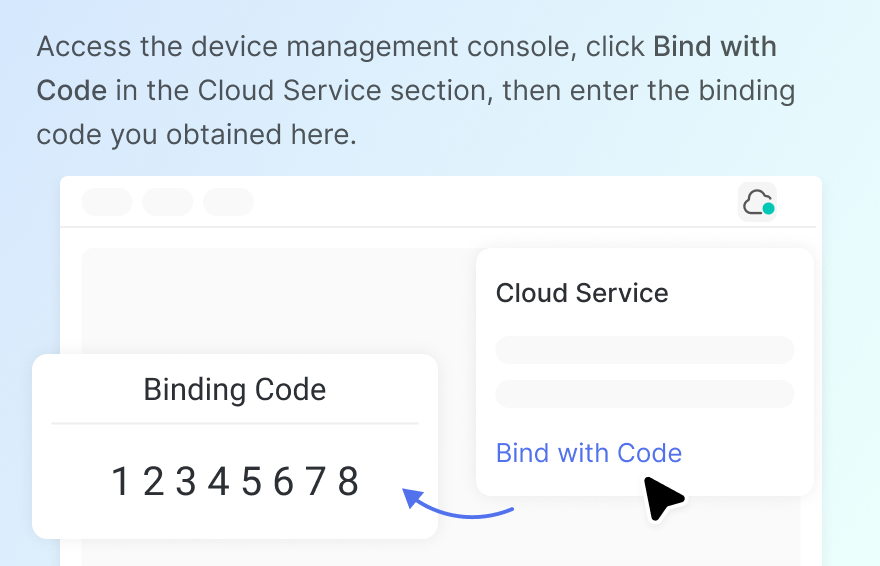 Access the device management console, click Bind with
Code in the Cloud Service section, then enter the binding
code you obtained here.
Cloud Service
Binding Code
Bind with Code
1 2 3 4 5 6 7 8